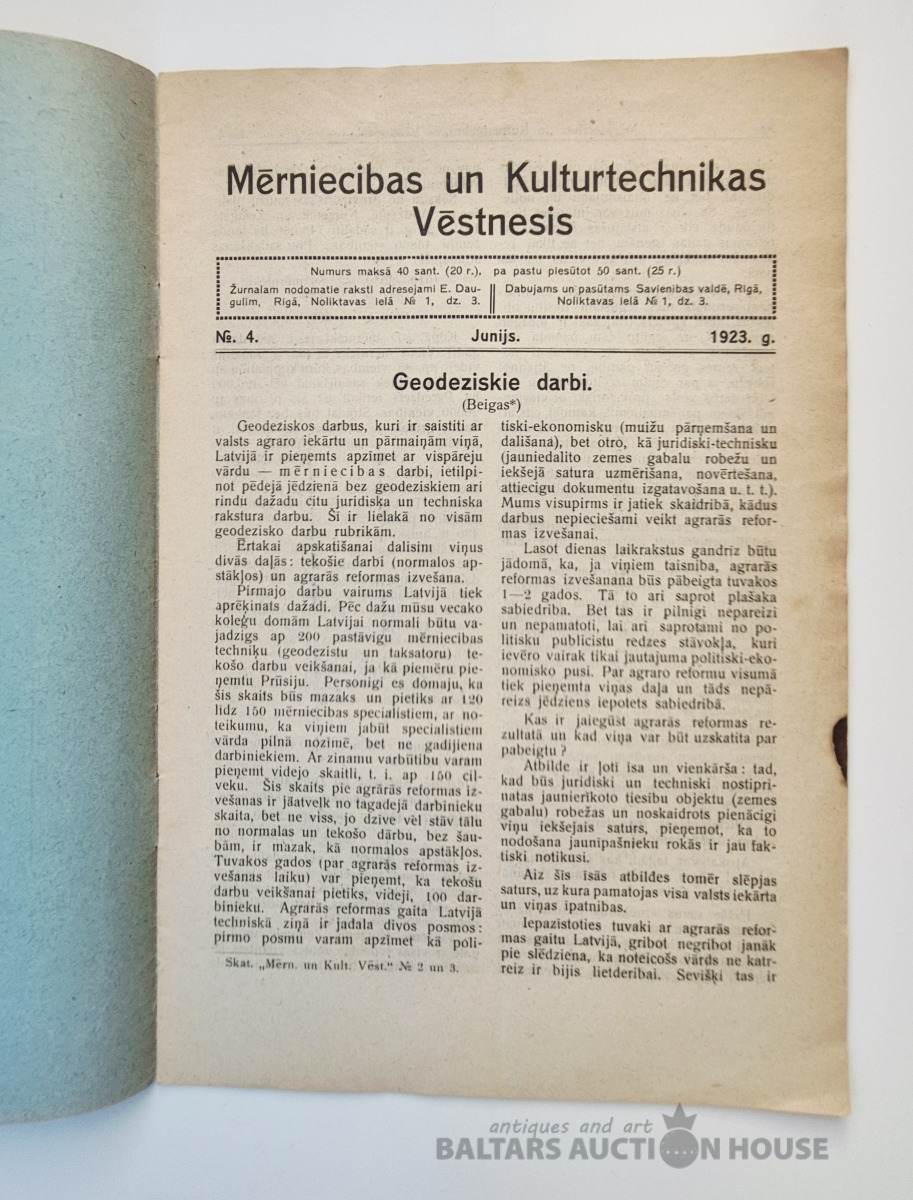 Mērniecibas un Kulturtechnikas
Vēstnesis
Numurs maksā 40 sant. (20 r.), pa pastu piesūtot 50 sant. (25 r.)
Žurnalam nodomatie raksti adresejami E. Dau-
gulim, Rigā, Noliktavas ielā № 1, dz. 3.
Dabujams un pasūtams Savienibas valdē, Rigā,
Noliktavas ielā № 1, dz. 3.
№. 4.
Junijs.
1923. g.
Geodeziskie darbi.
(Beigas*)
Geodeziskos darbus, kuri ir saistiti ar
valsts agraro iekārtu un pārmaiņām viņā,
Latvijā ir pieņemts apzimet ar vispāreju
vārdu — mērniecibas darbi, ietilpi-
not pēdejā jēdzienā bez geodeziskiem ari
rindu dažadu citu juridiska un techniska
rakstura darbu. Ši ir lielakā no visām
geodezisko darbu rubrikām.
Ērtakai apskatišanai dalisim viņus
divās daļās: tekošie darbi (normalos ap-
stākļos) un agrarās reformas izvešana.
Pirmajo darbu vairums Latvijā tiek
aprēķinats dažadi. Pēc dažu mūsu vecako
koleģu domām Latvijai normali būtu va-
jadzigs ap 200 pastāvigu mērniecibas
techniķu (geodezistu un taksatoru) te-
košo darbu veikšanai, ja kā piemēru pie-
ņemtu Prūsiju. Personigi es domaju, ka
šis skaits būs mazaks un pietiks ar 120
lidz 150 mērniecibas specialistiem, ar no-
teikumu, ka viņiem jabūt specialistiem
vārda pilnā nozimē, bet ne gadijiena
darbiniekiem. Ar zinamu varbūtibu varam
pieņemt videjo skaitli, t. i. ap 150 cil-
veku. Šis skaits pie agrārās reformas iz-
vešanas ir jāatvelk no tagadejā darbinieku
skaita, bet ne viss, jo dzive vēl stāv tālu
no normalas un tekošo dārbu, bez šau-
bām, ir mazak, kā normalos apstākļos.
Tuvakos gados (par agrarās reformas iz-
vešanas laiku) var pieņemt, ka tekošu
darbu veikšanai pietiks, videji, 100 dar-
binieku. Agrarās reformas gaita Latvijā
techniskā ziņā ir jadala divos posmos:
pirmo posmu varam apzimet kā poli-
Skat. „Mērn. un Kult. Vēst." № 2 un 3.
tiski-ekonomisku (muižu pārņemšana un
dališana), bet otro, kā juridiski-technisku
(jauniedalito zemes gabalu robežu un
iekšejā satura uzmērišana, novērtešana,
attiecigu dokumentu izgatavošana u. t. t.).
Mums visupirms ir jatiek skaidribā, kādus
darbus nepieciešami veikt agrarās refor-
mas izvešanai.
Lasot dienas laikrakstus gandriz būtu
jādomā, ka, ja viņiem taisniba, agrarās
reformas izvešanana būs pābeigta tuvakos
1—2 gados. Tā to ari saprot plašaka
sabiedriba. Bet tas ir pilnigi nepareizi
un nepamatoti, lai ari saprotami no po-
litisku publicistu redzes stāvokļa, kuri
ievēro vairak tikai jautajuma politiski-eko-
nomisko pusi. Par agraro reformu visumā
tiek pieņemta viņas daļa un tāds nepā-
reizs jēdziens iepotets sabiedribā.
Kas ir jaiegūst agrarās reformas re-
zultatā un kad viņa var būt uzskatita par
pabeigtu?
Atbilde ir ļoti isa un vienkārša: tad,
kad būs juridiski un techniski nostipri-
natas jaunierikoto tiesibu objektu (zemes
gabalu) robežas un noskaidrots pienācigi
viņu iekšejais saturs, pieņemot, ka to
nodošana jaunipašnieku rokās ir jau fak-
tiski notikusi.
Aiz šis isās atbildes tomēr slēpjas
saturs, uz kura pamatojas visa valsts iekārta
un viņas ipatnibas.
Iepazistoties tuvaki ar agrarās refor-
mas gaitu Latvijā, gribot negribot janāk
pie slēdziena, ka noteicošs vārds ne katr-
reiz ir bijis lietderibai. Sevišķi tas ir
antiques and art
BALTARS AUCTION HOUSE